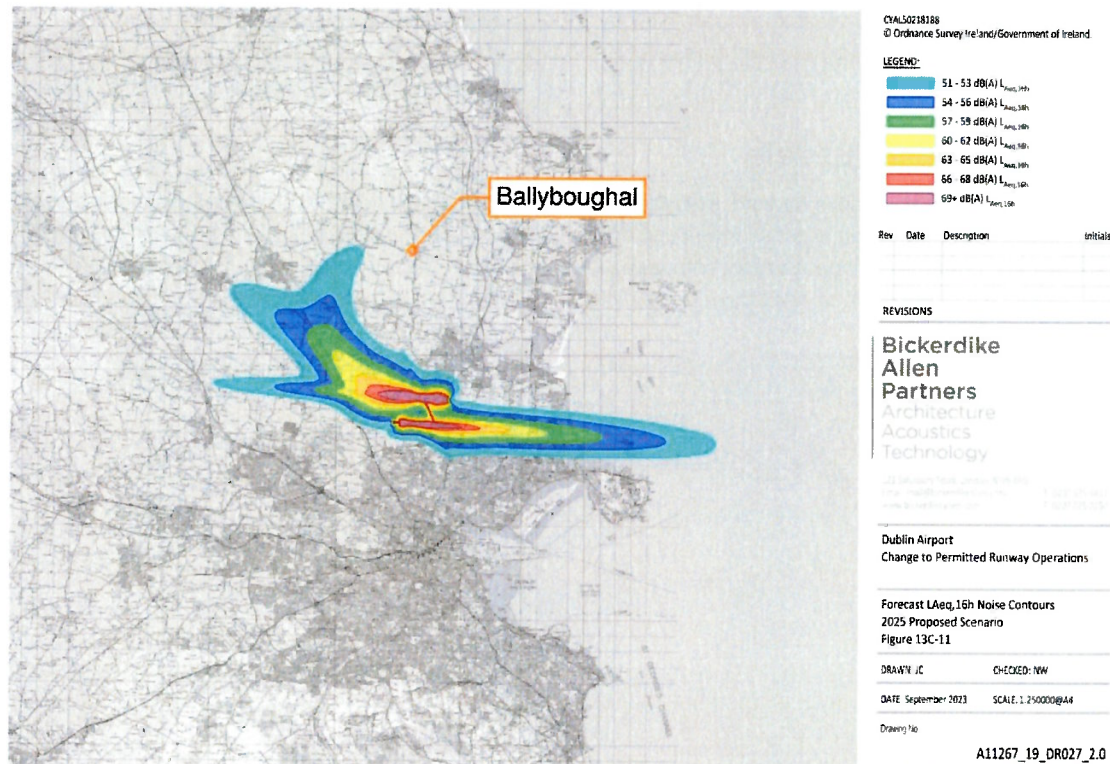 Ballyboughal
CYAL50218188
© Ordnance Survey Ireland/Government of Ireland
LEGEND:
51 - 53 dB(A) LAeq,16h
54 - 56 dB(A) LAeq,16h
57 - 59 dB(A) LAeq,16h
60 - 62 dB(A) LAeq,16h
63 - 65 dB(A) LAeq,16h
66 - 68 dB(A) LAeq,16h
69+ dB(A) LAeq,16h
Rev Date Description Initials
REVISIONS
Bickerdike
Allen
Partners
Architecture
Acoustics
Technology
Dublin Airport
Change to Permitted Runway Operations
Forecast LAeq,16h Noise Contours
2025 Proposed Scenario
Figure 13C-11
DRAWN: JC CHECKED: NW
DATE: September 2023 SCALE: 1:250000@A4
Drawing No
A11267_19_DR027_2.0